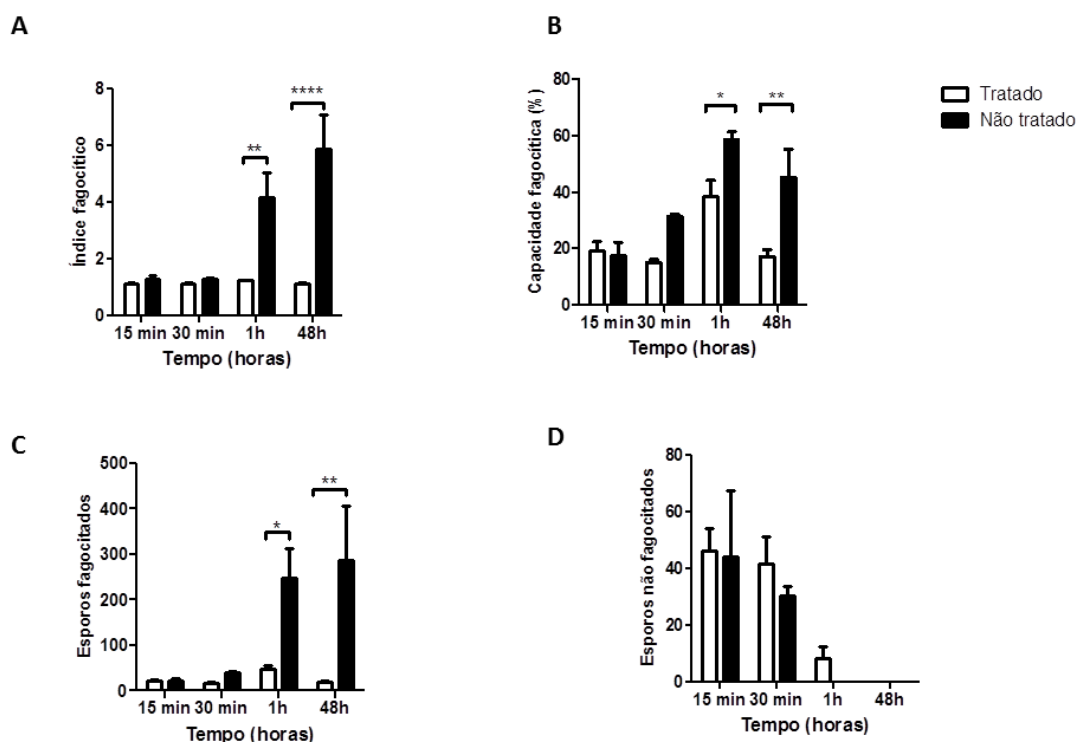 A
Índice fagocítico
8
6
4
2
0
**
****
15 min 30 min 1h 48h
Tempo (horas)
B
Capacidade fagocítica (%)
80
60
40
20
0
*
**
15 min 30 min 1h 48h
Tempo (horas)
Tratado
Não tratado
C
Esporos fagocitados
500
400
300
200
100
0
*
**
15 min 30 min 1h 48h
Tempo (horas)
D
Esporos não fagocitados
80
60
40
20
0
15 min 30 min 1h 48h
Tempo (horas)